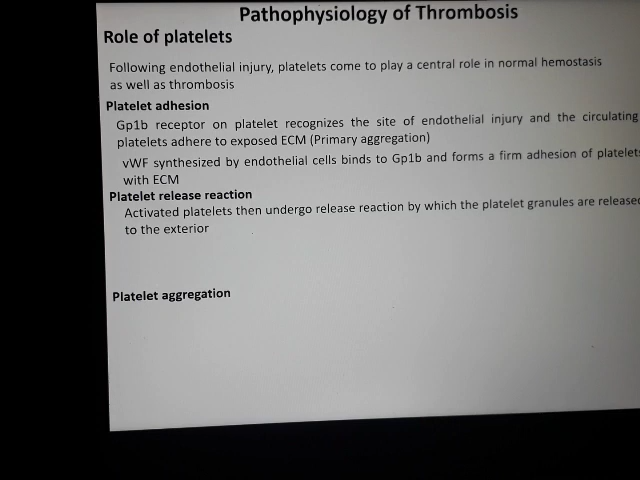 Pathophysiology of Thrombosis
Role of platelets
Following endothelial injury, platelets come to play a central role in normal hemostasis
as well as thrombosis
Platelet adhesion
Gp1b receptor on platelet recognizes the site of endothelial injury and the circulating
platelets adhere to exposed ECM (Primary aggregation)
vWF synthesized by endothelial cells binds to Gp1b and forms a firm adhesion of platelets
with ECM
Platelet release reaction
Activated platelets then undergo release reaction by which the platelet granules are released
to the exterior
Platelet aggregation